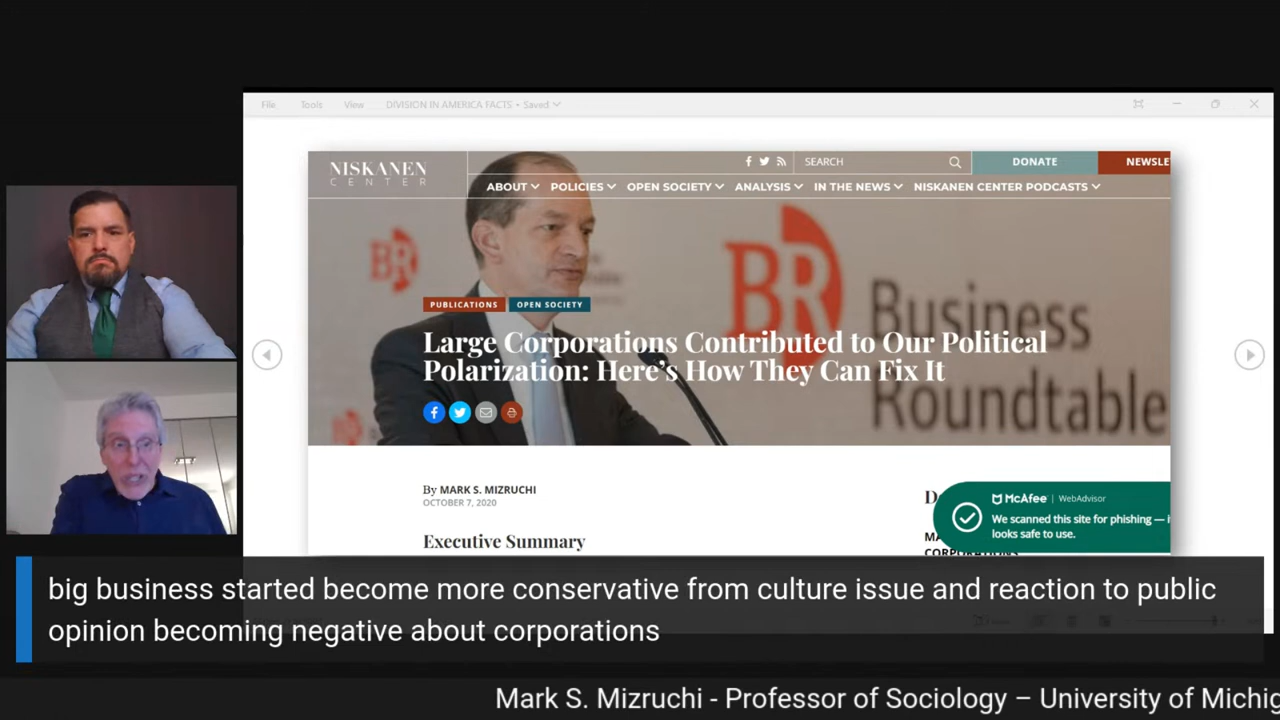 File Tools View DIVISION IN AMERICA FACTS • Saved
NISKANEN
CENTER
SEARCH
DONATE
NEWSLE
ABOUT POLICIES OPEN SOCIETY ANALYSIS IN THE NEWS NISKANEN CENTER PODCASTS
BR
BR
Business
Roundtable
PUBLICATIONS OPEN SOCIETY
Large Corporations Contributed to Our Political
Polarization: Here's How They Can Fix It
By MARK S. MIZRUCHI
OCTOBER 7, 2020
Executive Summary
McAfee | WebAdvisor
We scanned this site for phishing — i
looks safe to use.
CORPORATIONS
big business started become more conservative from culture issue and reaction to public
opinion becoming negative about corporations
Mark S. Mizruchi - Professor of Sociology – University of Michig